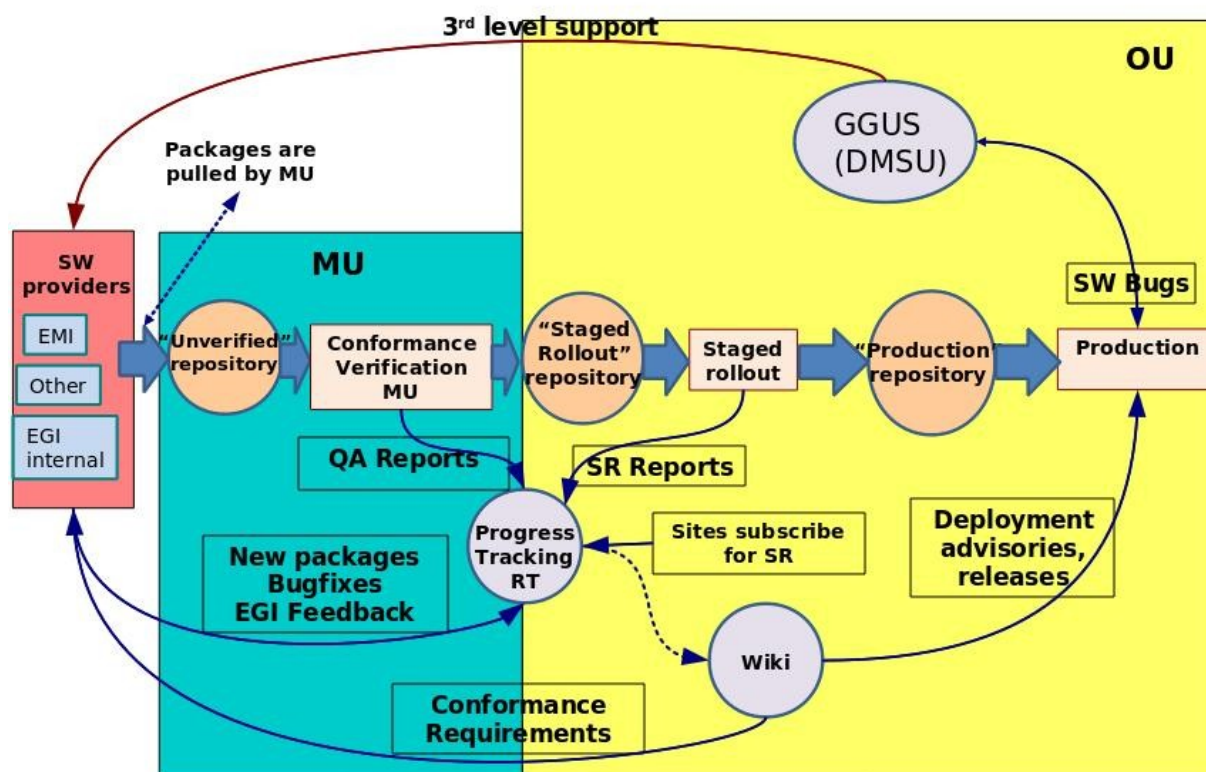 3rd level support
OU
GGUS
(DMSU)
Packages are
pulled by MU
SW
providers
EMI
Other
EGI
internal
MU
“Unverified”
repository
Conformance
Verification
MU
“Staged
Rollout”
repository
Staged
rollout
“Production”
repository
SW Bugs
Production
QA Reports
SR Reports
Progress
Tracking
RT
Sites subscribe
for SR
Deployment
advisories,
releases
New packages
Bugfixes
EGI Feedback
Wiki
Conformance
Requirements